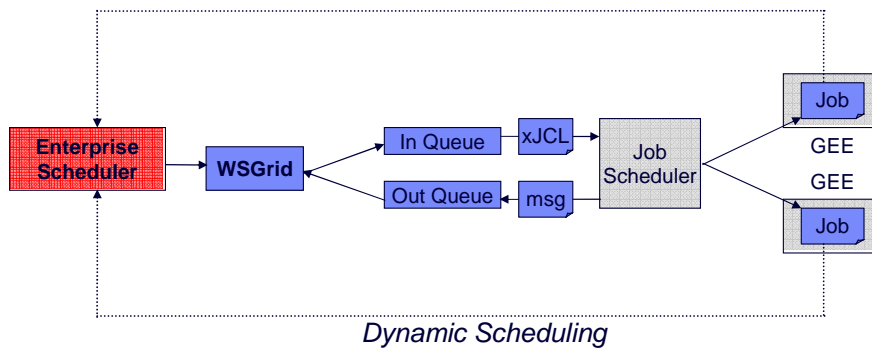 Enterprise
Scheduler
WSGrid
In Queue
xJCL
Out Queue
msg
Job
Scheduler
Job
GEE
GEE
Job
Dynamic Scheduling